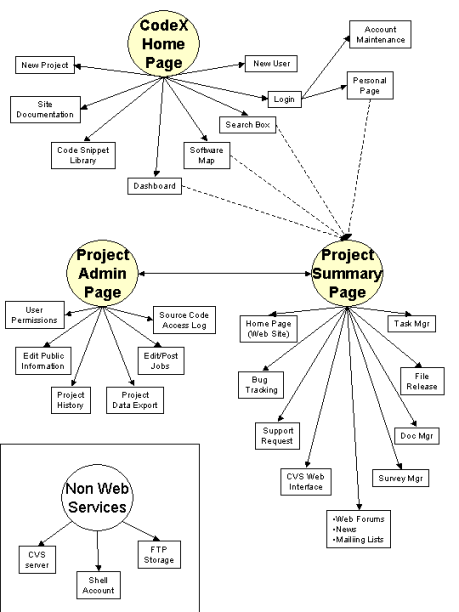 CodeX
Home
Page
Account
Maintenance
New Project
New User
Personal
Page
Login
Site
Documentation
Search Box
Code Snippet
Library
Software
Map
Dashboard
Project
Admin
Page
Project
Summary
Page
User
Permissions
Source Code
Access Log
Home Page
(Web Site)
Task Mgr
Edit Public
Information
Edit/Post
Jobs
Bug
Tracking
File
Release
Project
History
Project
Data Export
Support
Request
Doc Mgr
CVS Web
Interface
Survey Mgr
•Web Forums
•News
•Mailiing Lists
Non Web
Services
CVS
server
FTP
Storage
Shell
Account